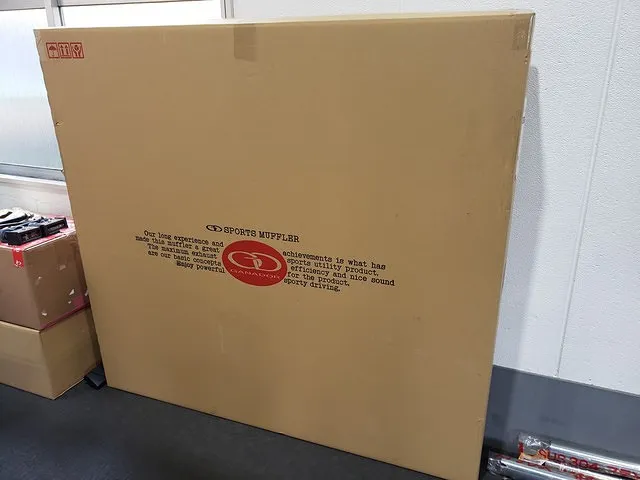 SPORTS MUFFLER
Our long experience and achievements is what has
made this muffler a great sports utility product.
The maximum exhaust efficiency and nice sound
are our basic concepts for the product.
Enjoy powerful sporty driving.
GANADOR
SUS304